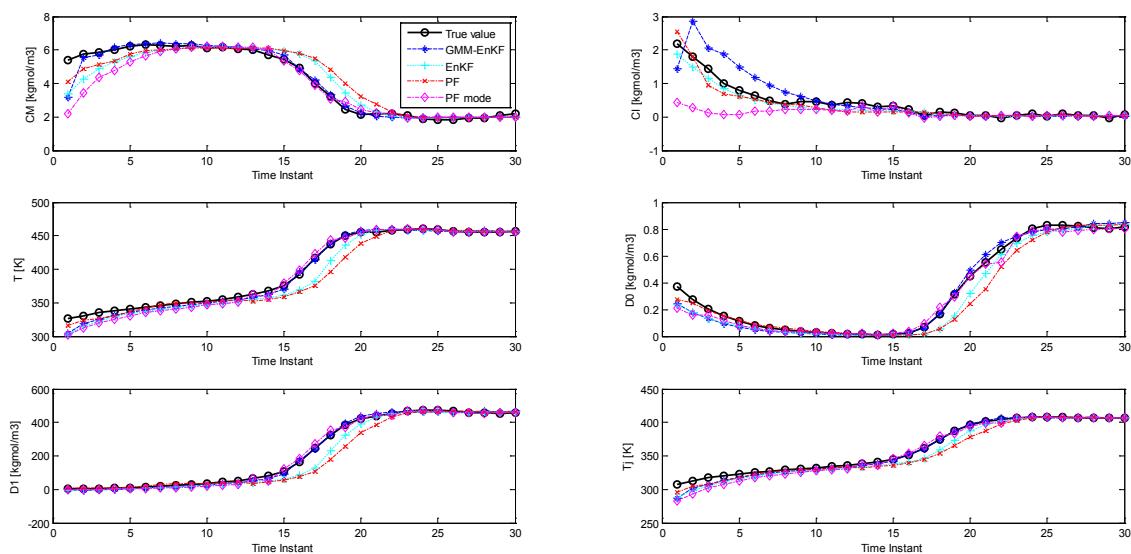 8
6
4
2
0
CM [kgmol/m3]
0 5 10 15 20 25 30
Time Instant
True value
GMM-EnKF
EnKF
PF
PF mode
3
2
1
0
-1
CI [kgmol/m3]
0 5 10 15 20 25 30
Time Instant
500
450
400
350
300
T [K]
0 5 10 15 20 25 30
Time Instant
1
0.8
0.6
0.4
0.2
0
D0 [kgmol/m3]
0 5 10 15 20 25 30
Time Instant
600
400
200
0
-200
D1 [kgmol/m3]
0 5 10 15 20 25 30
Time Instant
450
400
350
300
250
Tj [K]
0 5 10 15 20 25 30
Time Instant